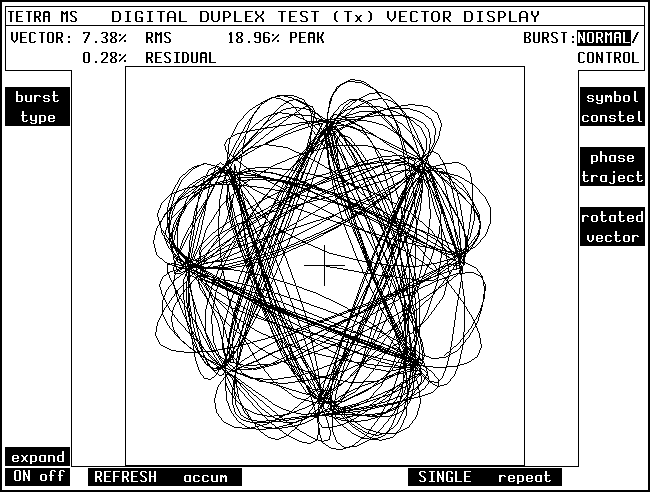 TETRA MS DIGITAL DUPLEX TEST (Tx) VECTOR DISPLAY
VECTOR: 7.38% RMS 18.96% PEAK BURST:NORMAL/
0.28% RESIDUAL CONTROL
burst
type
symbol
constel
phase
traject
rotated
vector
expand
ON off
REFRESH accum
SINGLE repeat